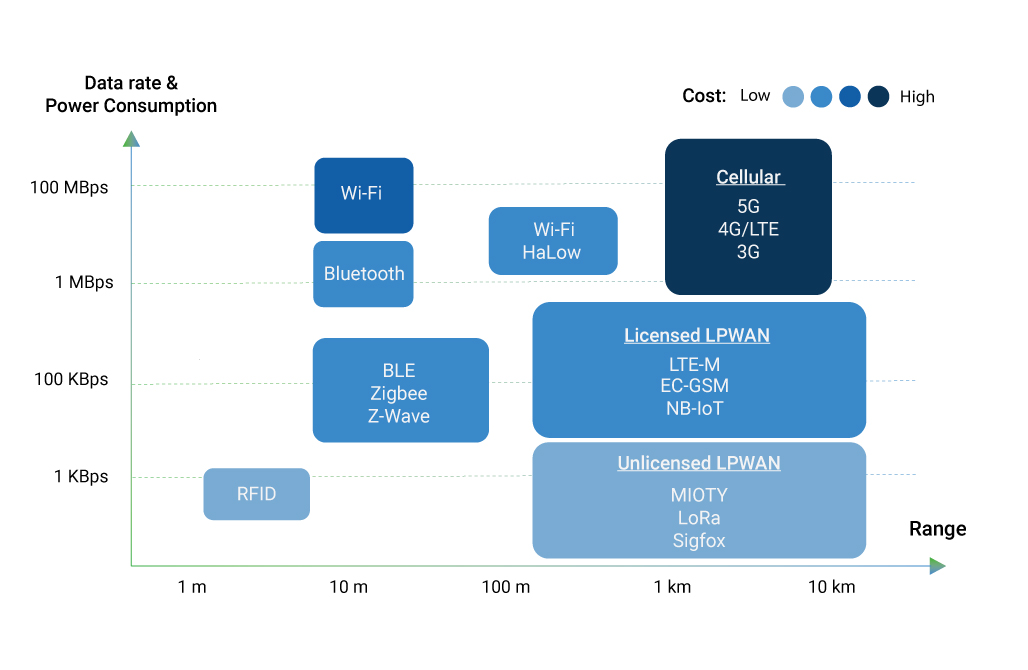 Data rate &
Power Consumption
Cost: Low High
100 MBps
1 MBps
100 KBps
1 KBps
Wi-Fi
Bluetooth
Wi-Fi
HaLow
Cellular
5G
4G/LTE
3G
BLE
Zigbee
Z-Wave
Licensed LPWAN
LTE-M
EC-GSM
NB-IoT
RFID
Unlicensed LPWAN
MIOTY
LoRa
Sigfox
Range
1 m
10 m
100 m
1 km
10 km